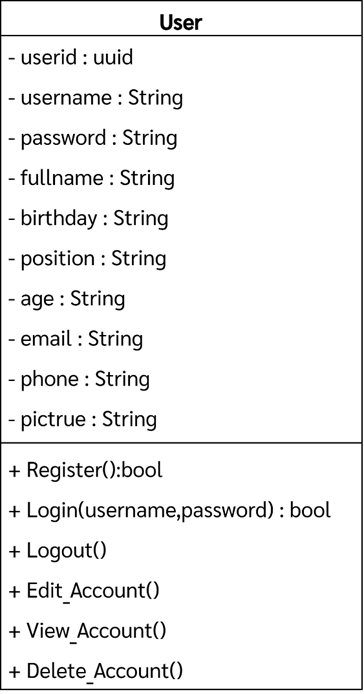 User
- userid : uuid
- username : String
- password : String
- fullname : String
- birthday : String
- position : String
- age : String
- email : String
- phone : String
- pictrue : String
+ Register():bool
+ Login(username,password) : bool
+ Logout()
+ Edit_Account()
+ View_Account()
+ Delete_Account()